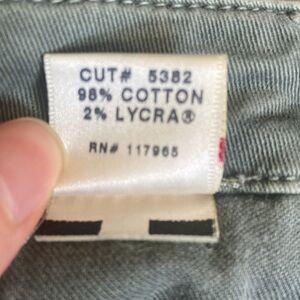 CUT# 5382
98% COTTON
2% LYCRA®
RN# 117965